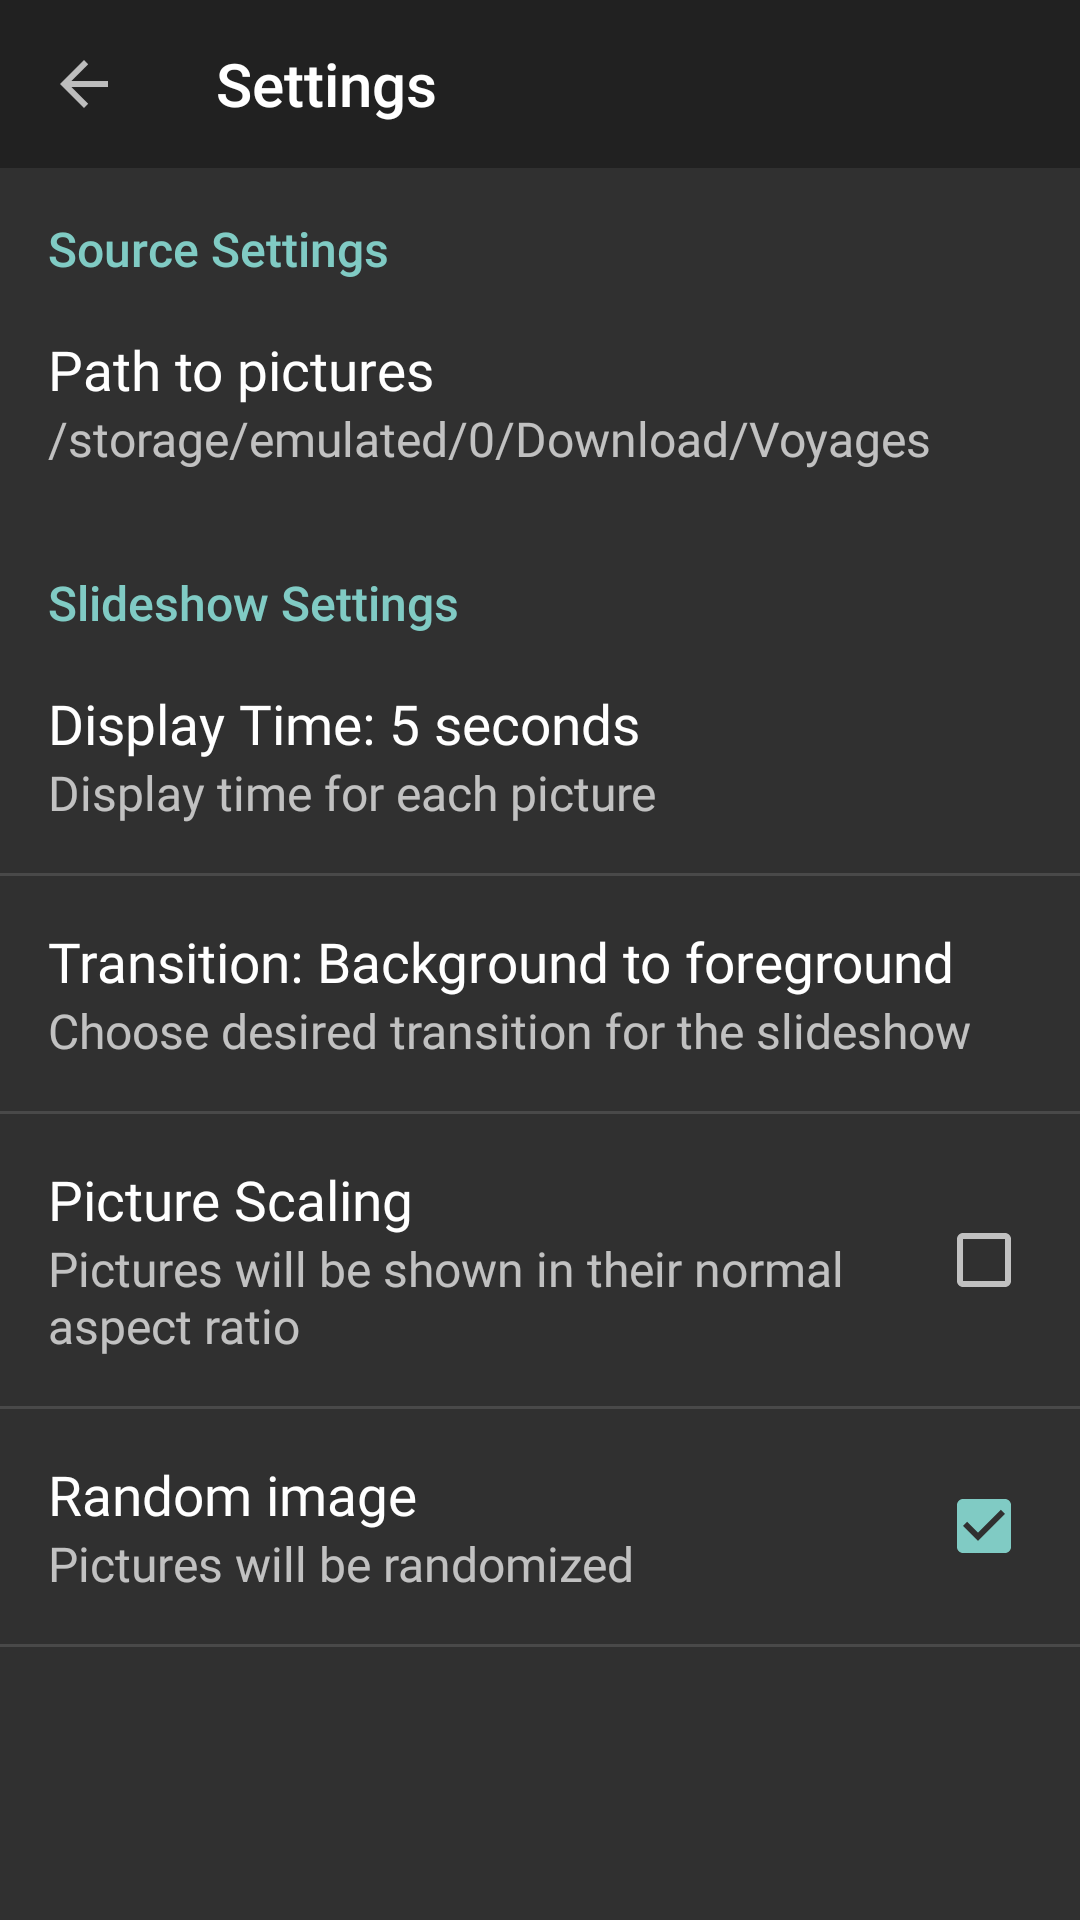 Settings
Source Settings
Path to pictures
/storage/emulated/0/Download/Voyages
Slideshow Settings
Display Time: 5 seconds
Display time for each picture
Transition: Background to foreground
Choose desired transition for the slideshow
Picture Scaling
Pictures will be shown in their normal
aspect ratio
Random image
Pictures will be randomized